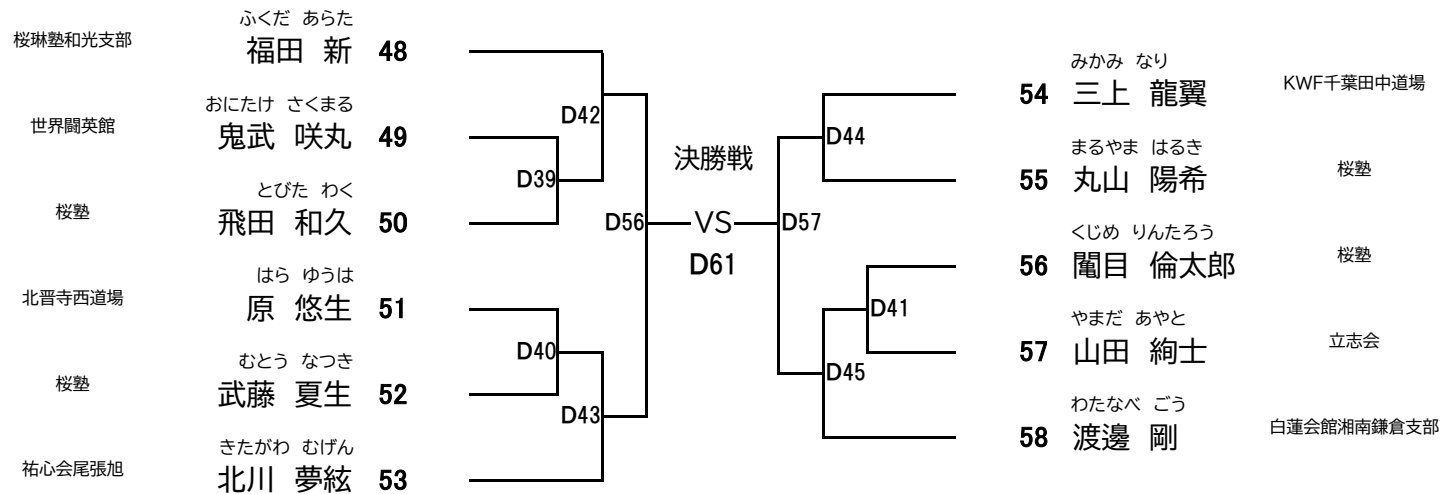 ふくだ あらた
桜琳塾和光支部 福田 新 48
おにたけ さくまる
世界闘英館 鬼武 咲丸 49
とびた わく
桜塾 飛田 和久 50
はら ゆうは
北晋寺西道場 原 悠生 51
むとう なつき
桜塾 武藤 夏生 52
きたがわ むげん
祐心会尾張旭 北川 夢絃 53
D42
D39
D56
D40
D43
決勝戦
VS
D61
D44
D57
D41
D45
みかみ なり
54 三上 龍翼 KWF千葉田中道場
まるやま はるき
55 丸山 陽希 桜塾
くじめ りんたろう
56 鬮目 倫太郎 桜塾
やまだ あやと
57 山田 絢士 立志会
わたなべ ごう
58 渡邊 剛 白蓮会館湘南鎌倉支部